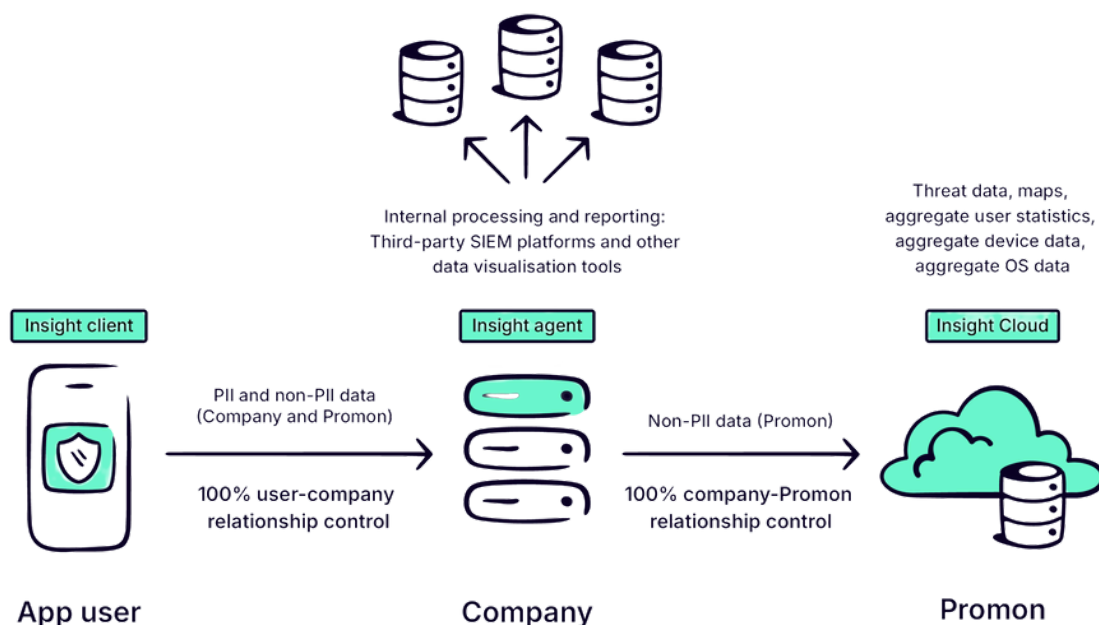 Internal processing and reporting:
Third-party SIEM platforms and other
data visualisation tools
Threat data, maps,
aggregate user statistics,
aggregate device data,
aggregate OS data
Insight client
Insight agent
Insight Cloud
PII and non-PII data
(Company and Promon)
100% user-company
relationship control
Non-PII data (Promon)
100% company-Promon
relationship control
App user
Company
Promon